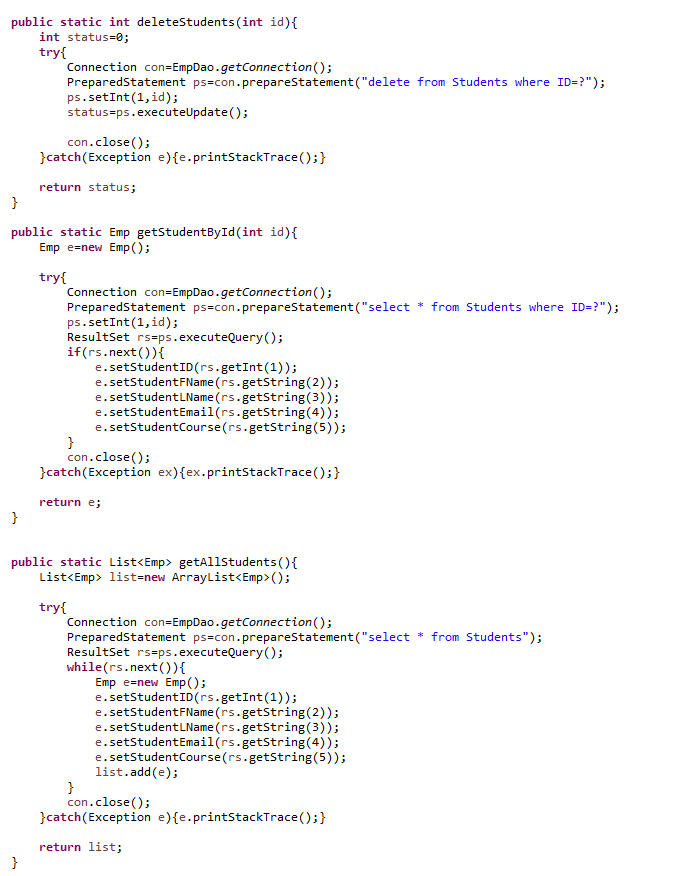 public static int deleteStudents(int id){
    int status=0;
    try{
        Connection con=EmpDao.getConnection();
        PreparedStatement ps=con.prepareStatement("delete from Students where ID=?");
        ps.setInt(1,id);
        status=ps.executeUpdate();

        con.close();
    }catch(Exception e){e.printStackTrace();}

    return status;
}

public static Emp getStudentById(int id){
    Emp e=new Emp();

    try{
        Connection con=EmpDao.getConnection();
        PreparedStatement ps=con.prepareStatement("select * from Students where ID=?");
        ps.setInt(1,id);
        ResultSet rs=ps.executeQuery();
        if(rs.next()){
            e.setStudentID(rs.getInt(1));
            e.setStudentFName(rs.getString(2));
            e.setStudentLName(rs.getString(3));
            e.setStudentEmail(rs.getString(4));
            e.setStudentCourse(rs.getString(5));
        }
        con.close();
    }catch(Exception ex){ex.printStackTrace();}

    return e;
}


public static List<Emp> getAllStudents(){
    List<Emp> list=new ArrayList<Emp>();

    try{
        Connection con=EmpDao.getConnection();
        PreparedStatement ps=con.prepareStatement("select * from Students");
        ResultSet rs=ps.executeQuery();
        while(rs.next()){
            Emp e=new Emp();
            e.setStudentID(rs.getInt(1));
            e.setStudentFName(rs.getString(2));
            e.setStudentLName(rs.getString(3));
            e.setStudentEmail(rs.getString(4));
            e.setStudentCourse(rs.getString(5));
            list.add(e);
        }
        con.close();
    }catch(Exception e){e.printStackTrace();}

    return list;
}